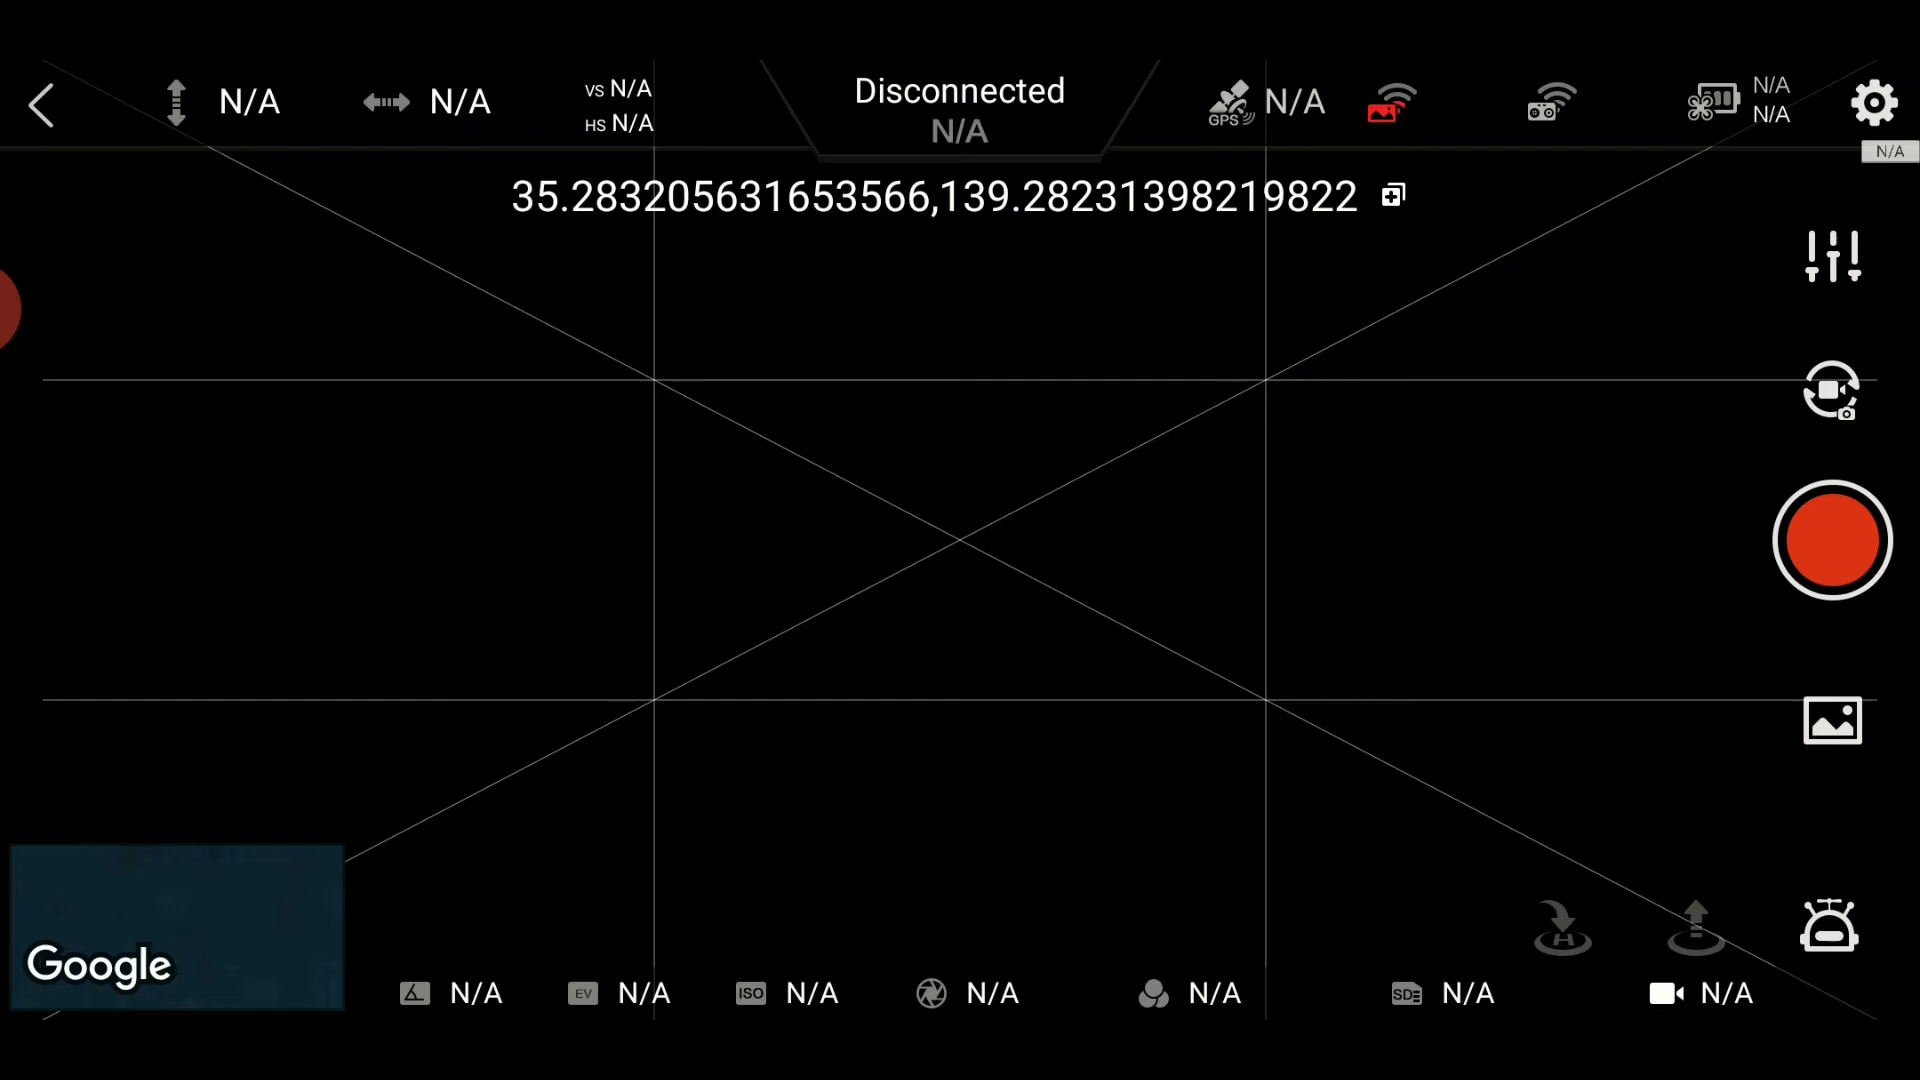 N/A
N/A
VS N/A
HS N/A
Disconnected
N/A
GPS N/A
N/A
N/A
N/A
35.283205631653566,139.28231398219822
H
Google
N/A
EV N/A
ISO N/A
N/A
N/A
SD N/A
N/A